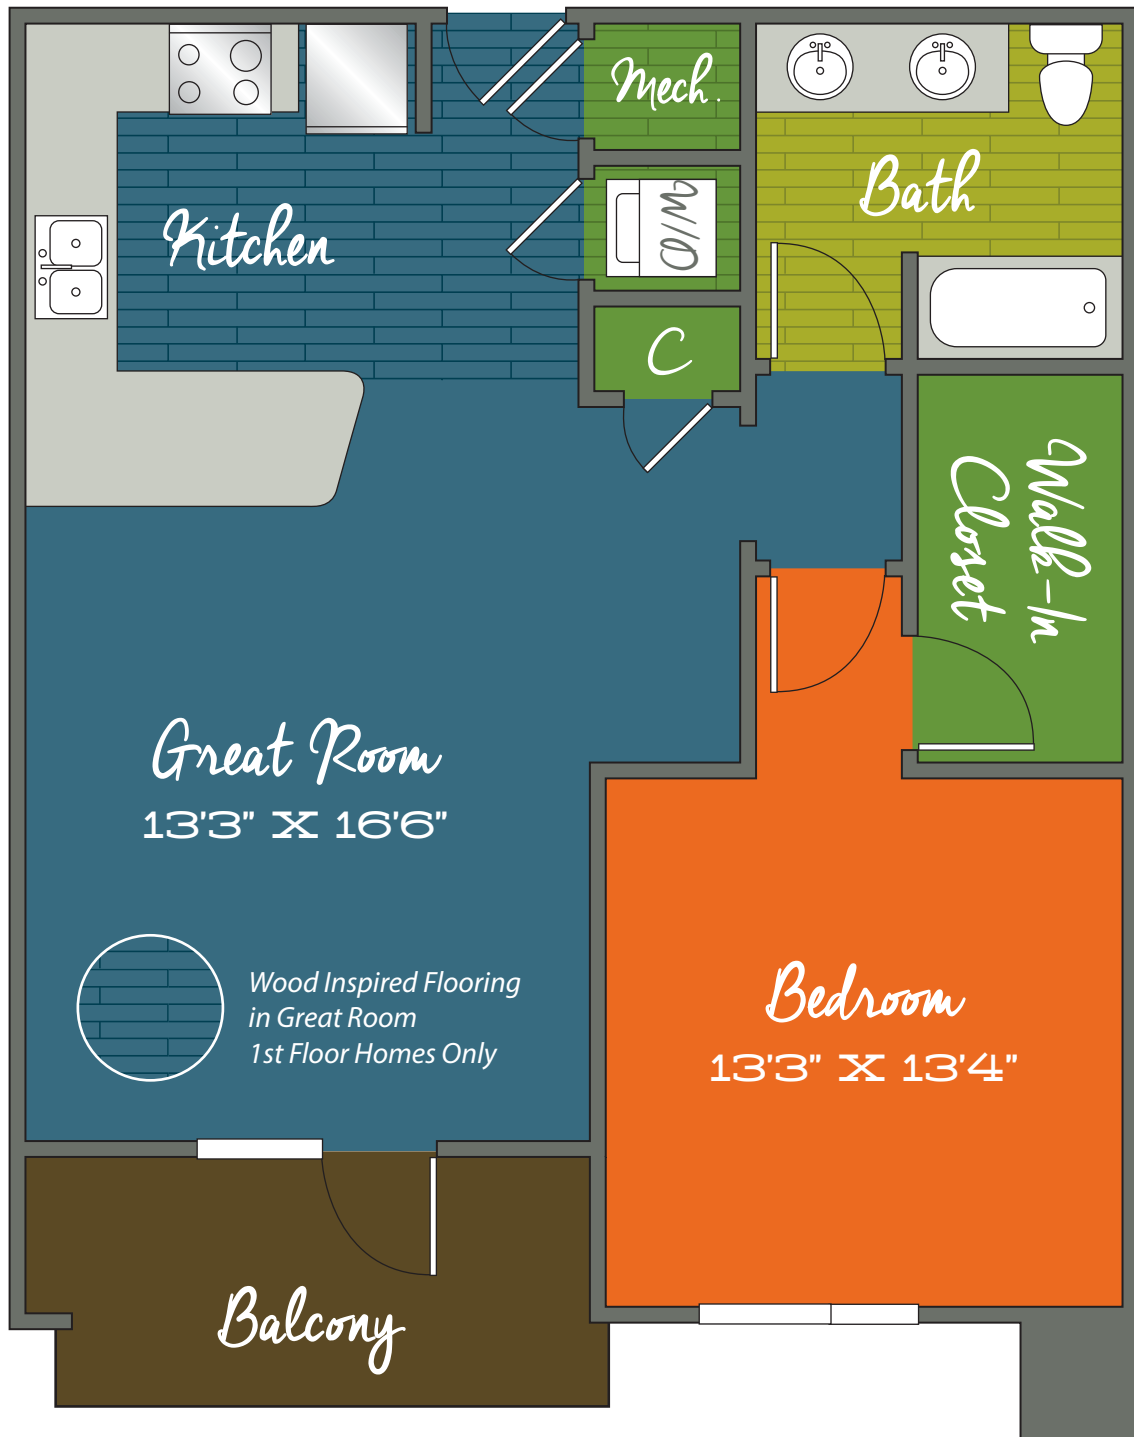 Mech.
Bath
W/D
Kitchen
C
Walk-In
Closet
Great Room
13'3" X 16'6"
Wood Inspired Flooring
in Great Room
1st Floor Homes Only
Bedroom
13'3" X 13'4"
Balcony